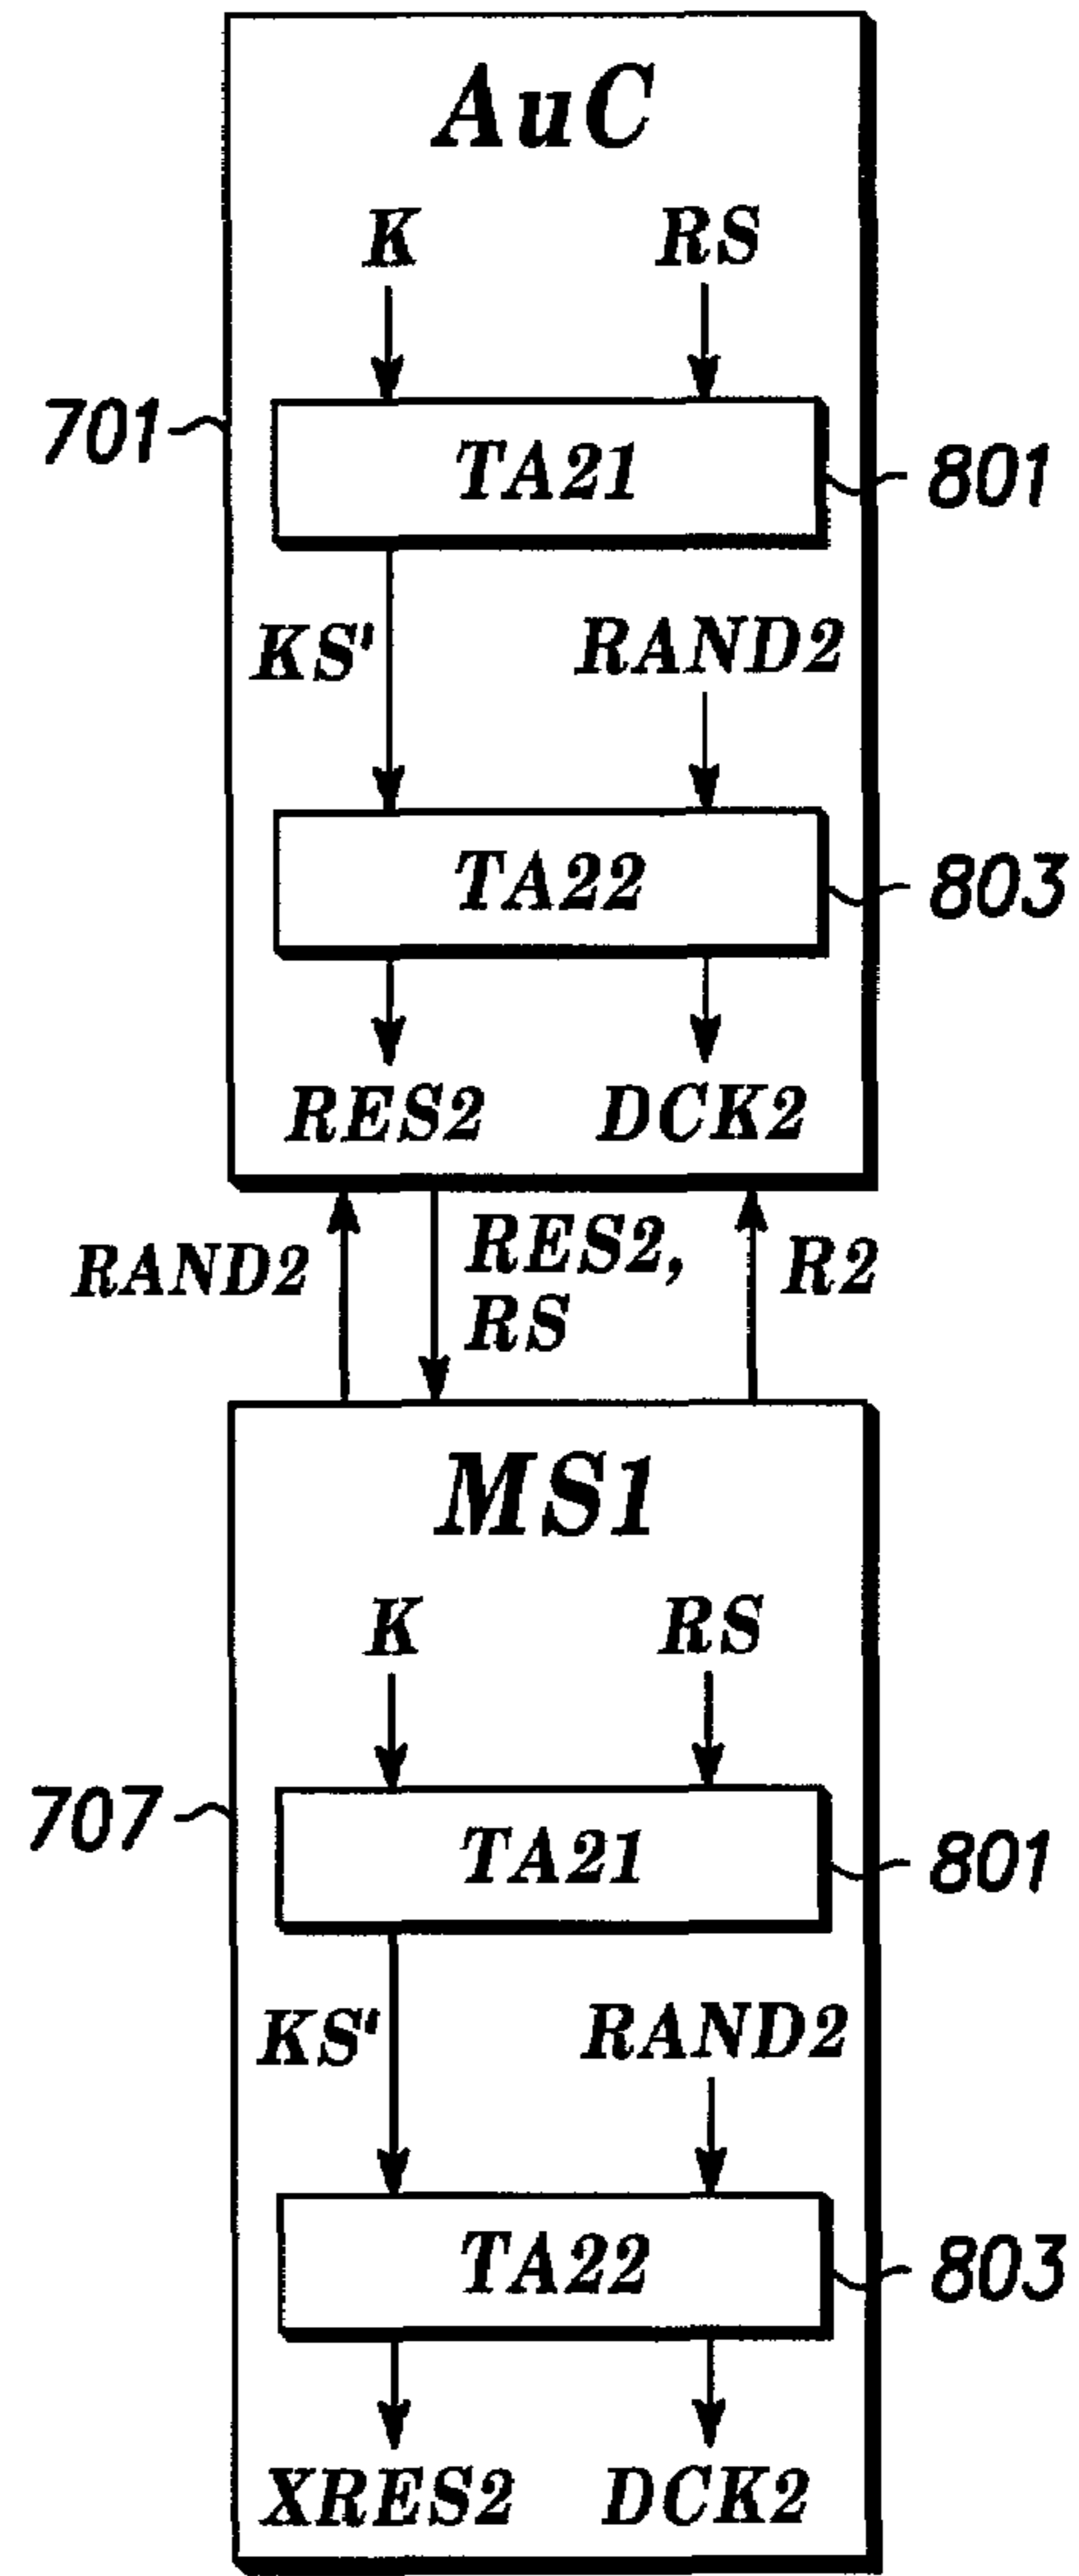 AuC
K RS
701
TA21
801
KS' RAND2
TA22
803
RES2 DCK2
RAND2
RES2,
RS
R2
MS1
K RS
707
TA21
801
KS' RAND2
TA22
803
XRES2 DCK2